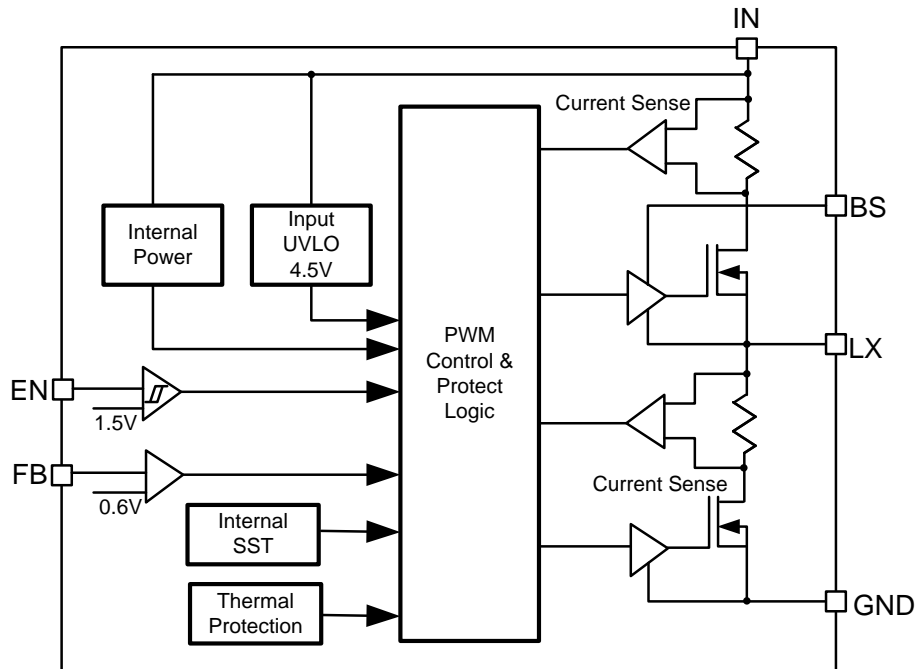 IN
Current Sense
BS
Internal
Power
Input
UVLO
4.5V
PWM
Control &
Protect
Logic
LX
EN
1.5V
FB
0.6V
Current Sense
Internal
SST
Thermal
Protection
GND